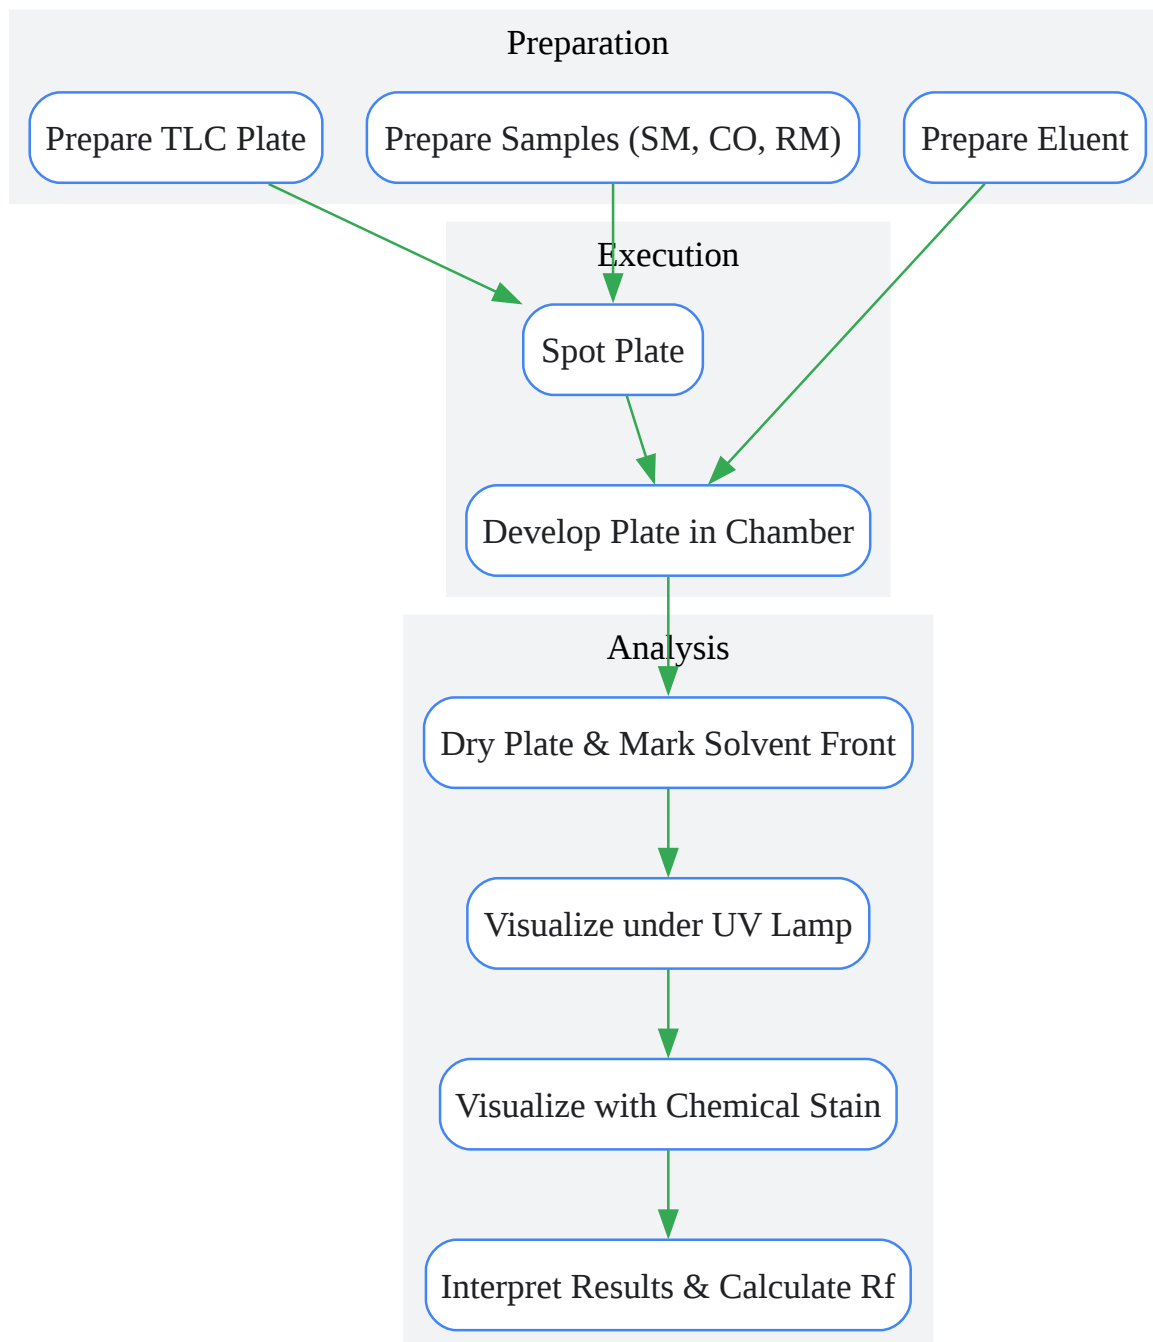 Preparation
Prepare TLC Plate
Prepare Samples (SM, CO, RM)
Prepare Eluent
Execution
Spot Plate
Develop Plate in Chamber
Analysis
Dry Plate & Mark Solvent Front
Visualize under UV Lamp
Visualize with Chemical Stain
Interpret Results & Calculate Rf